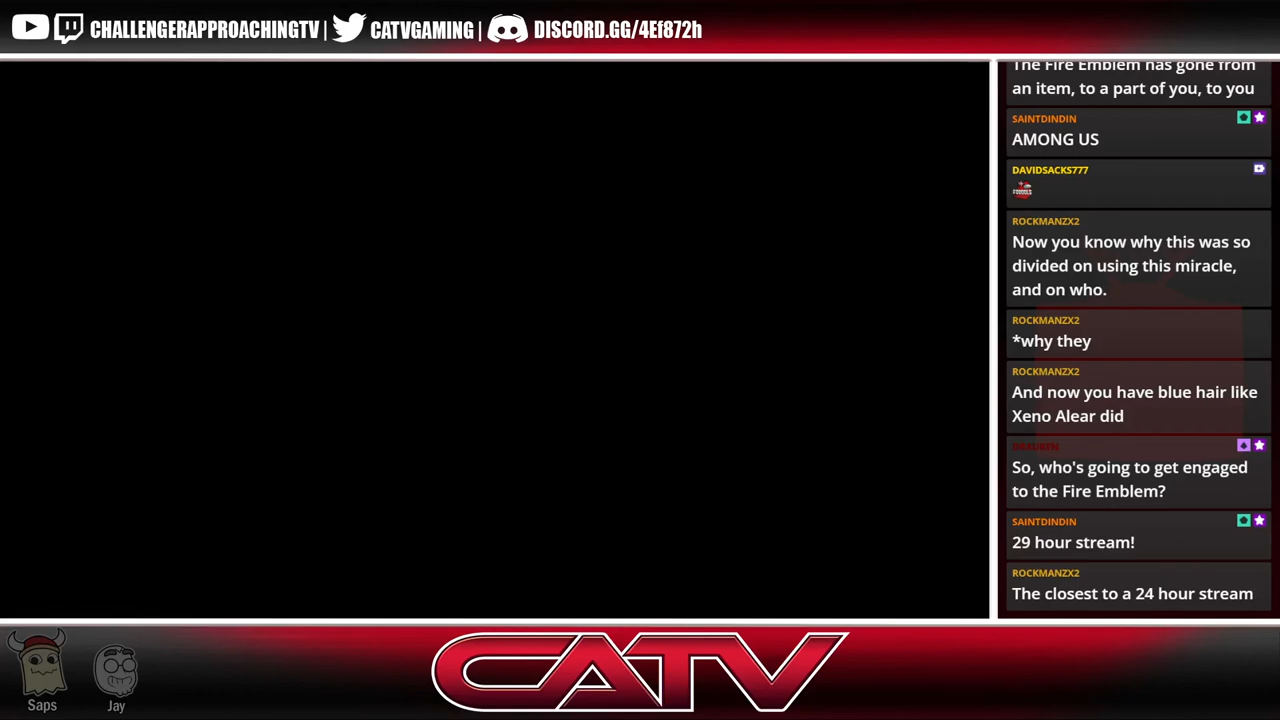 CHALLENGERAPPROACHINGTV | CATVGAMING | DISCORD.GG/4Ef872h
The Fire Emblem has gone from
an item, to a part of you, to you
SAINTDINDIN
AMONG US
DAVIDSACKS777
ROCKMANZX2
Now you know why this was so
divided on using this miracle,
and on who.
ROCKMANZX2
*why they
ROCKMANZX2
And now you have blue hair like
Xeno Alear did
So, who's going to get engaged
to the Fire Emblem?
SAINTDINDIN
29 hour stream!
ROCKMANZX2
The closest to a 24 hour stream
CATV
Saps
Jay